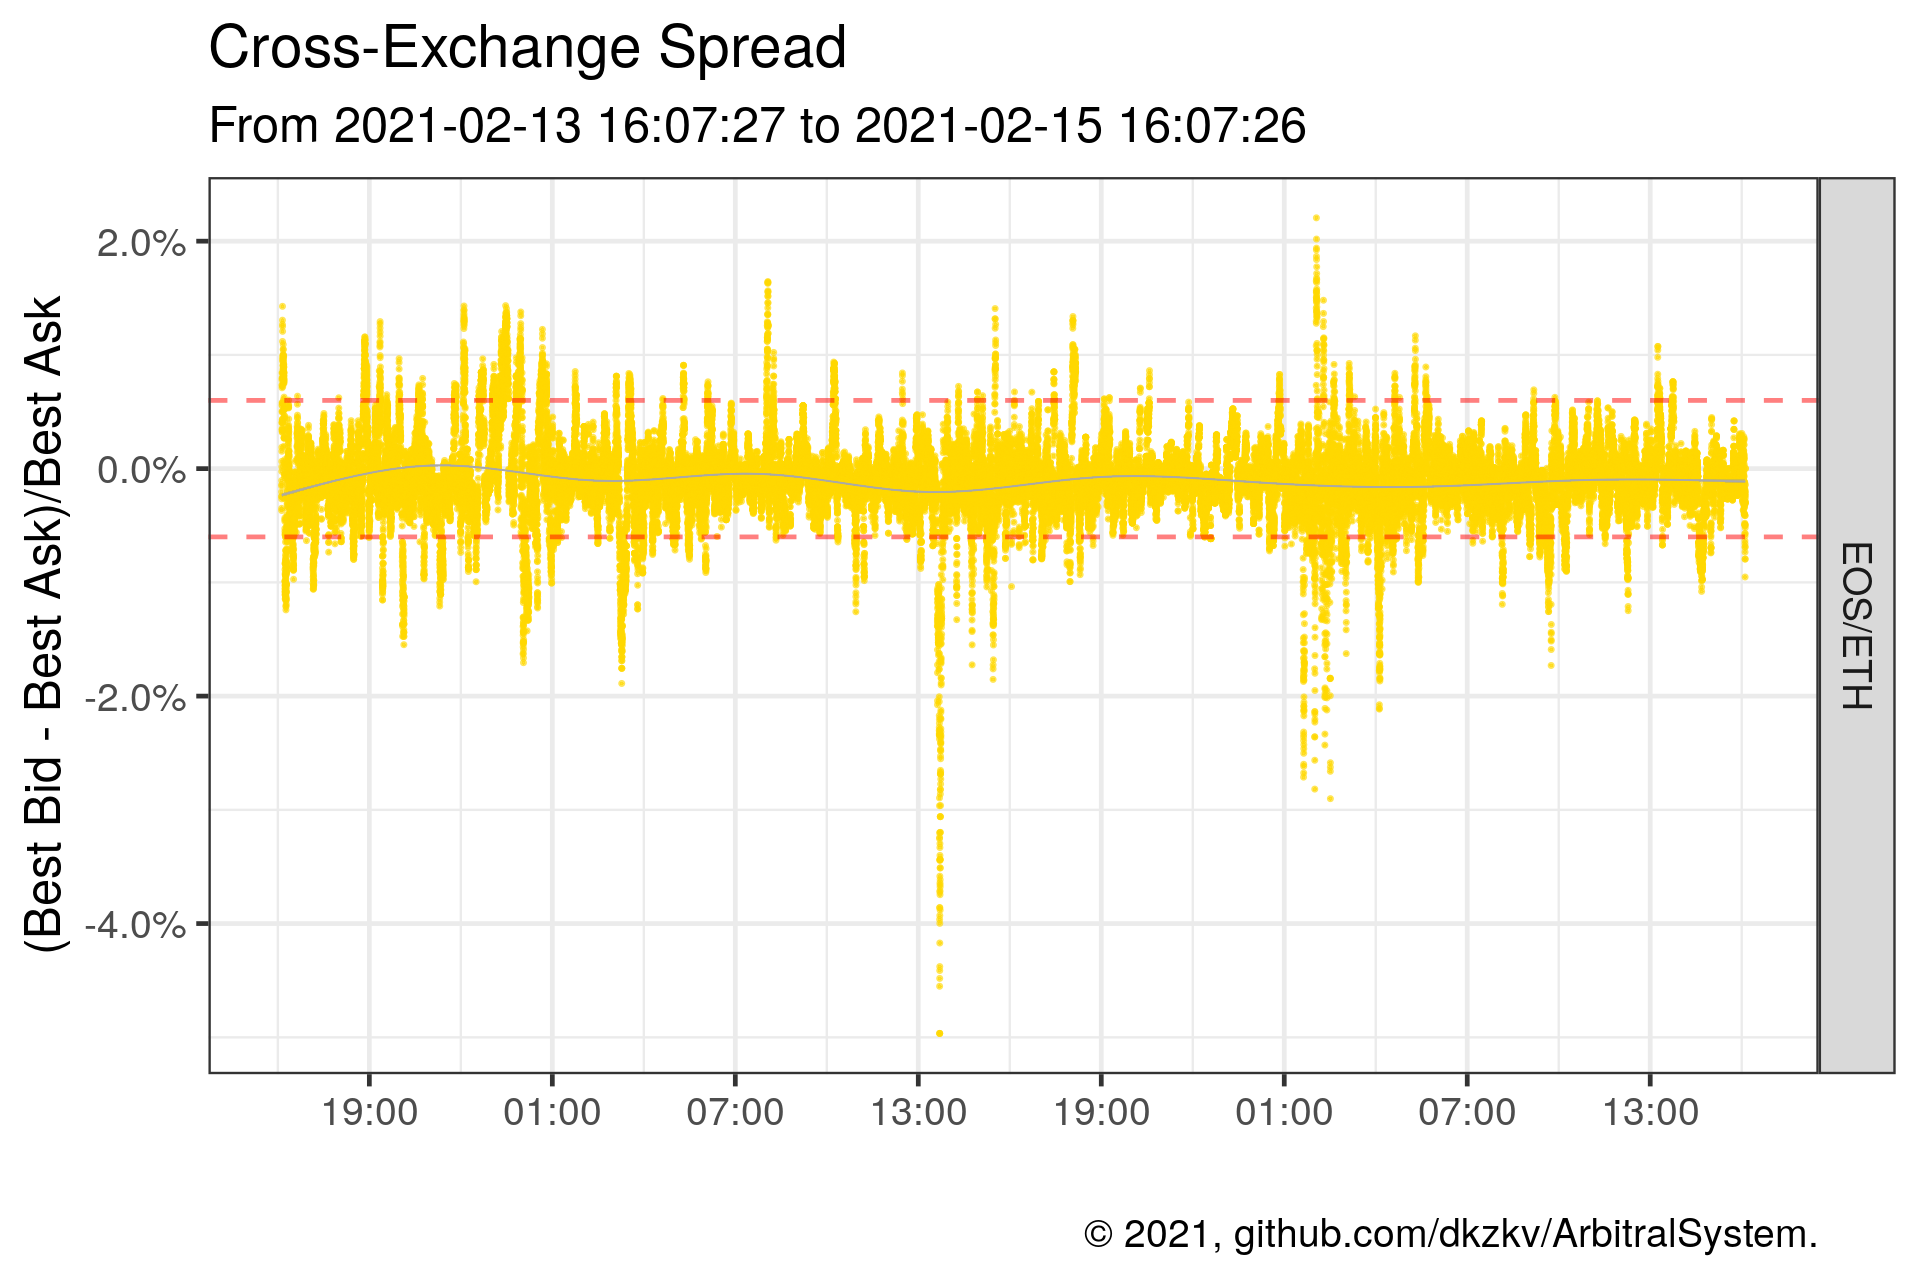 Cross-Exchange Spread
From 2021-02-13 16:07:27 to 2021-02-15 16:07:26
(Best Bid - Best Ask)/Best Ask
2.0%
0.0%
-2.0%
-4.0%
EOS/ETH
19:00 01:00 07:00 13:00 19:00 01:00 07:00 13:00
© 2021, github.com/dkzkv/ArbitralSystem.